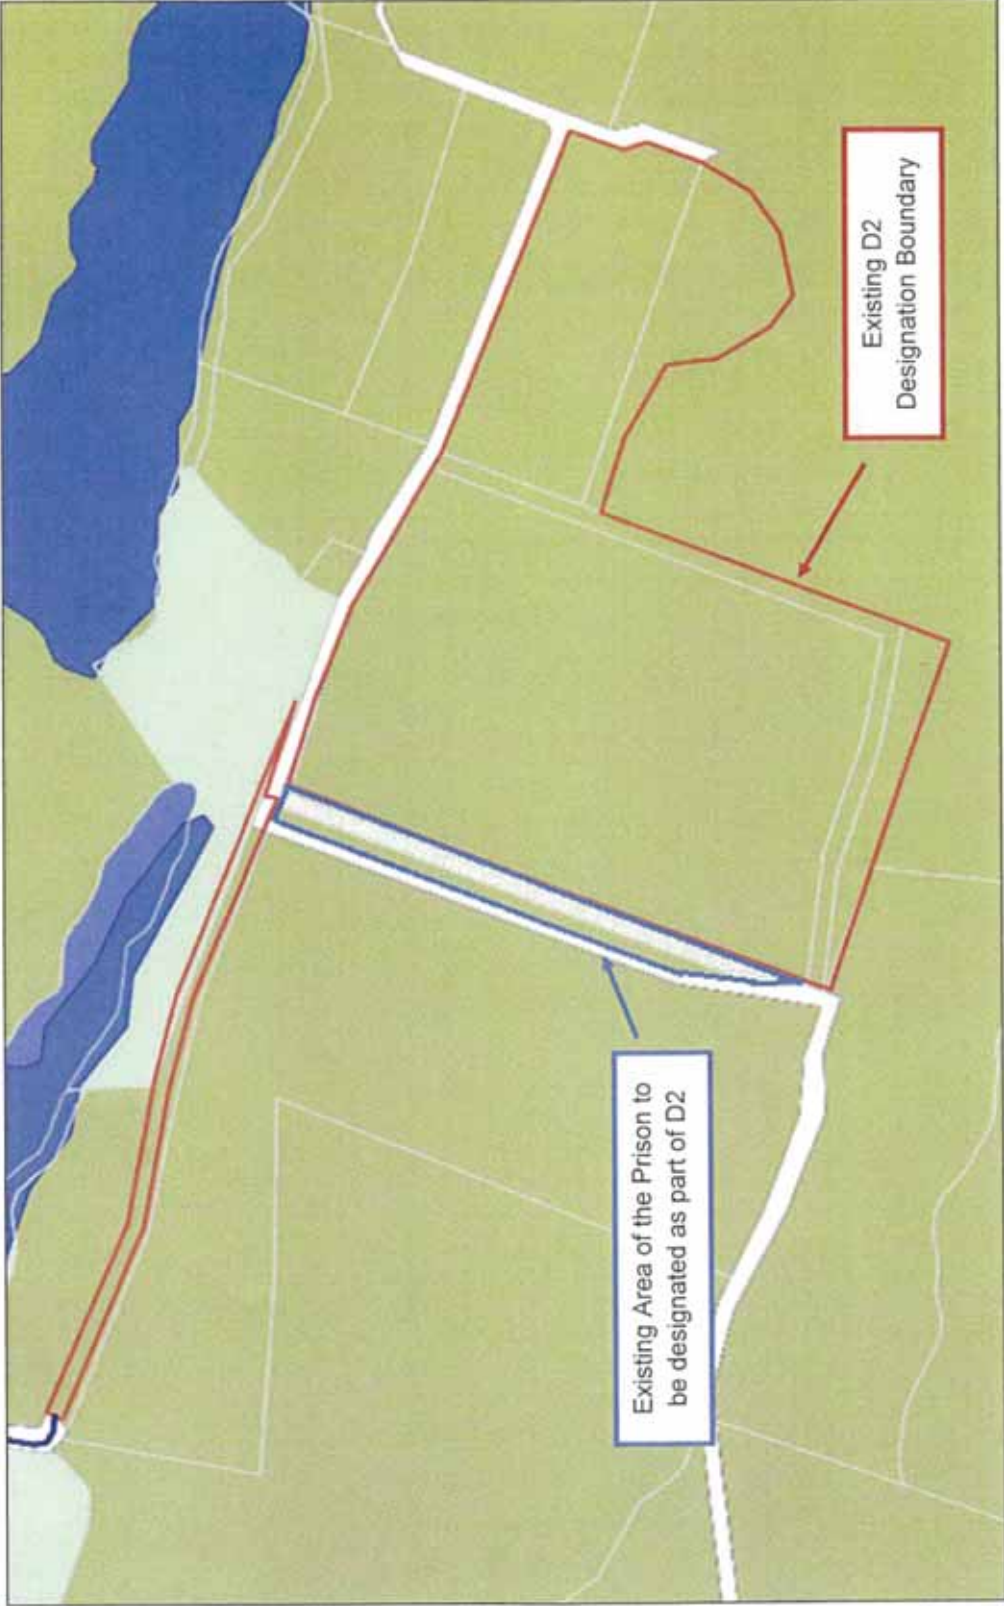 Existing Area of the Prison to
be designated as part of D2
Existing D2
Designation Boundary